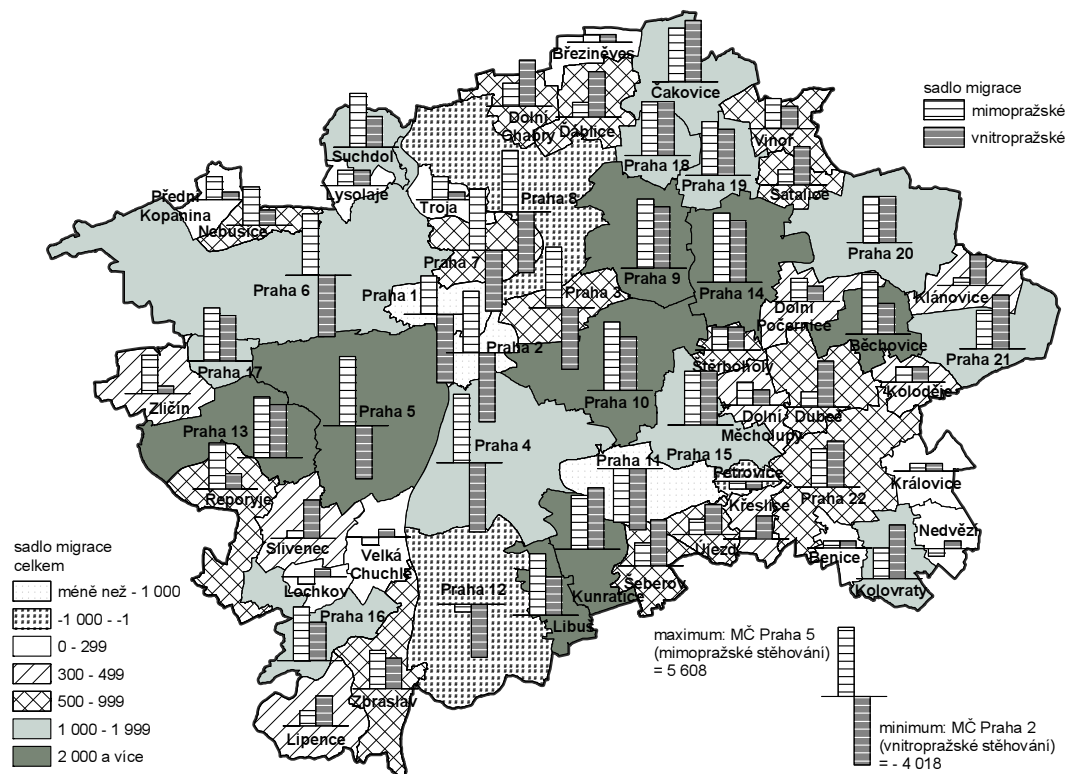 Březiněves
Čakovice
sadlo migrace
mimopražské
vnitropražské
Dolní
Chabry
Ďáblice
Vinoř
Suchdol
Praha 18
Praha 19
Satalice
Přední
Kopanina
Lysolaje
Troja
Praha 8
Nebušice
Praha 20
Praha 7
Praha 9
Praha 14
Klánovice
Praha 6
Praha 1
Praha 3
Dolní
Počernice
Běchovice
Praha 21
Praha 2
Praha 17
Štěrboholy
Koloděje
Zličín
Praha 5
Praha 10
Dolní
Měcholupy
Dubeč
Praha 13
Praha 4
Praha 15
Praha 11
Petrovice
Řeporyje
Praha 22
Královice
Křeslice
Nedvězí
Slivenec
Velká
Chuchle
Újezd
Benice
Šeberov
Kolovraty
Lochkov
Praha 12
Kunratice
Libuš
Praha 16
Zbraslav
Lipence
sadlo migrace
celkem
méně než - 1 000
-1 000 - -1
0 - 299
300 - 499
500 - 999
1 000 - 1 999
2 000 a více
maximum: MČ Praha 5
(mimopražské stěhování)
= 5 608
minimum: MČ Praha 2
(vnitropražské stěhování)
= - 4 018